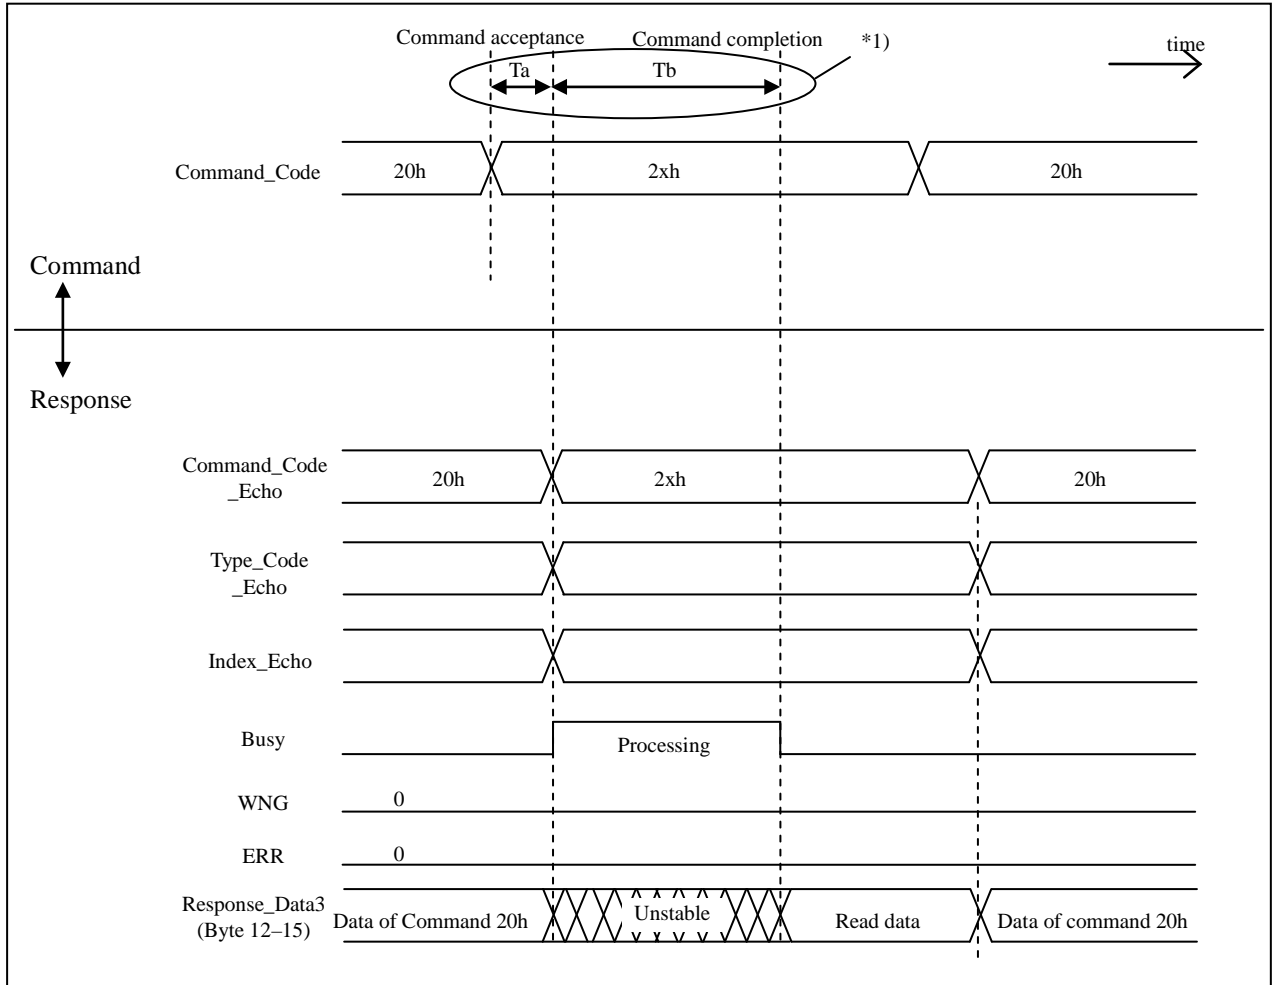 Command acceptance
Command completion
*1)
time
Ta
Tb
Command_Code
20h
2xh
20h
Command
Response
Command_Code
_Echo
20h
2xh
20h
Type_Code
_Echo
Index_Echo
Busy
Processing
WNG
0
ERR
0
Response_Data3
(Byte 12–15)
Data of Command 20h
Unstable
Read data
Data of command 20h